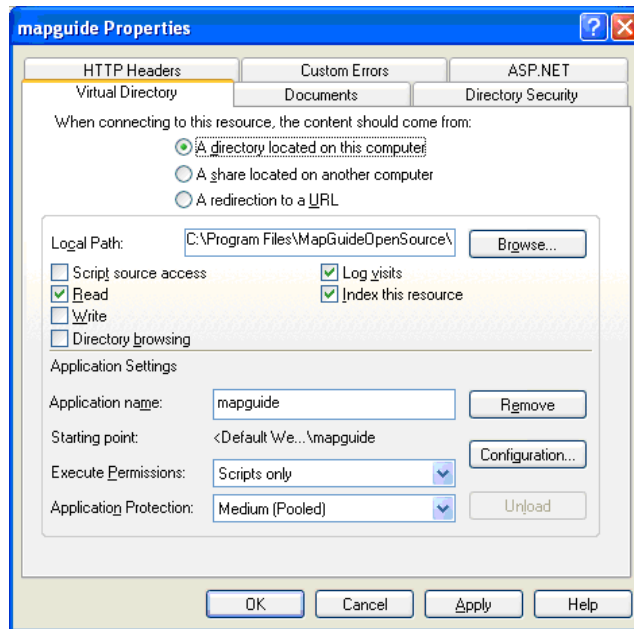 mapguide Properties
HTTP Headers Custom Errors ASP.NET
Virtual Directory Documents Directory Security
When connecting to this resource, the content should come from:
A directory located on this computer
A share located on another computer
A redirection to a URL
Local Path: C:\Program Files\MapGuideOpenSource\ Browse...
Script source access Log visits
Read Index this resource
Write
Directory browsing
Application Settings
Application name: mapguide Remove
Starting point: <Default We...\mapguide
Configuration...
Execute Permissions: Scripts only
Application Protection: Medium (Pooled) Unload
OK Cancel Apply Help